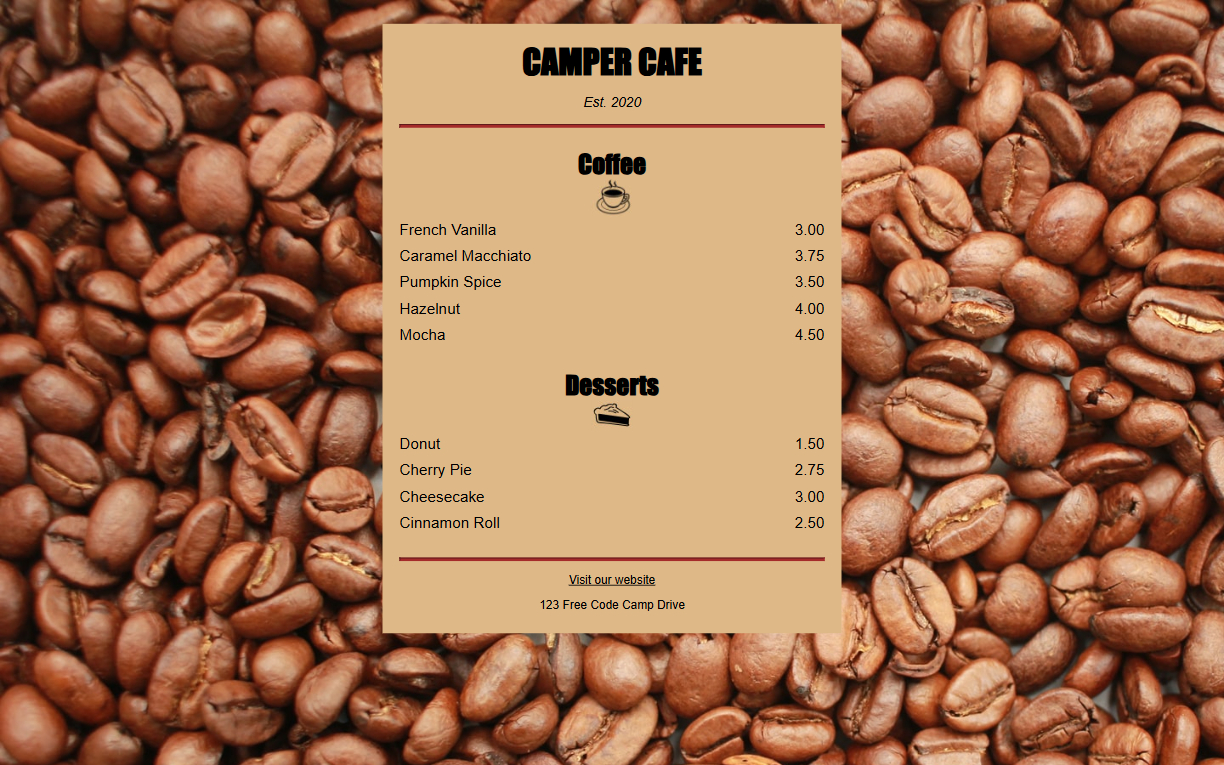 CAMPER CAFE
Est. 2020
Coffee
French Vanilla 3.00
Caramel Macchiato 3.75
Pumpkin Spice 3.50
Hazelnut 4.00
Mocha 4.50
Desserts
Donut 1.50
Cherry Pie 2.75
Cheesecake 3.00
Cinnamon Roll 2.50
Visit our website
123 Free Code Camp Drive